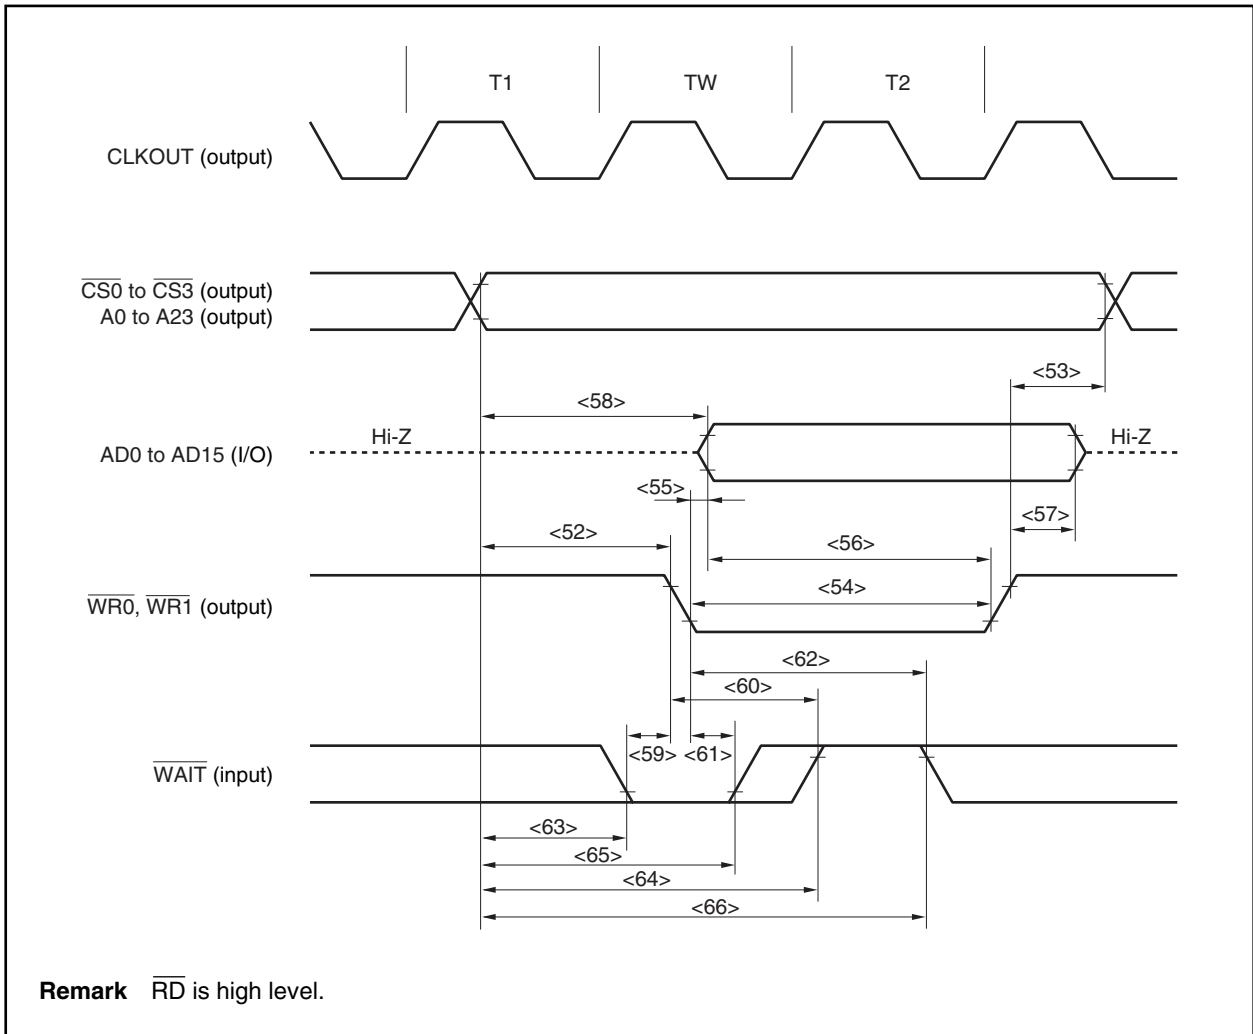 T1 TW T2
CLKOUT (output)
CS0 to CS3 (output)
A0 to A23 (output)
<53>
<58>
Hi-Z
Hi-Z
AD0 to AD15 (I/O)
<55>
<57>
<52>
<56>
<54>
WR0, WR1 (output)
<62>
<60>
<59> <61>
WAIT (input)
<63>
<65>
<64>
<66>
Remark RD is high level.